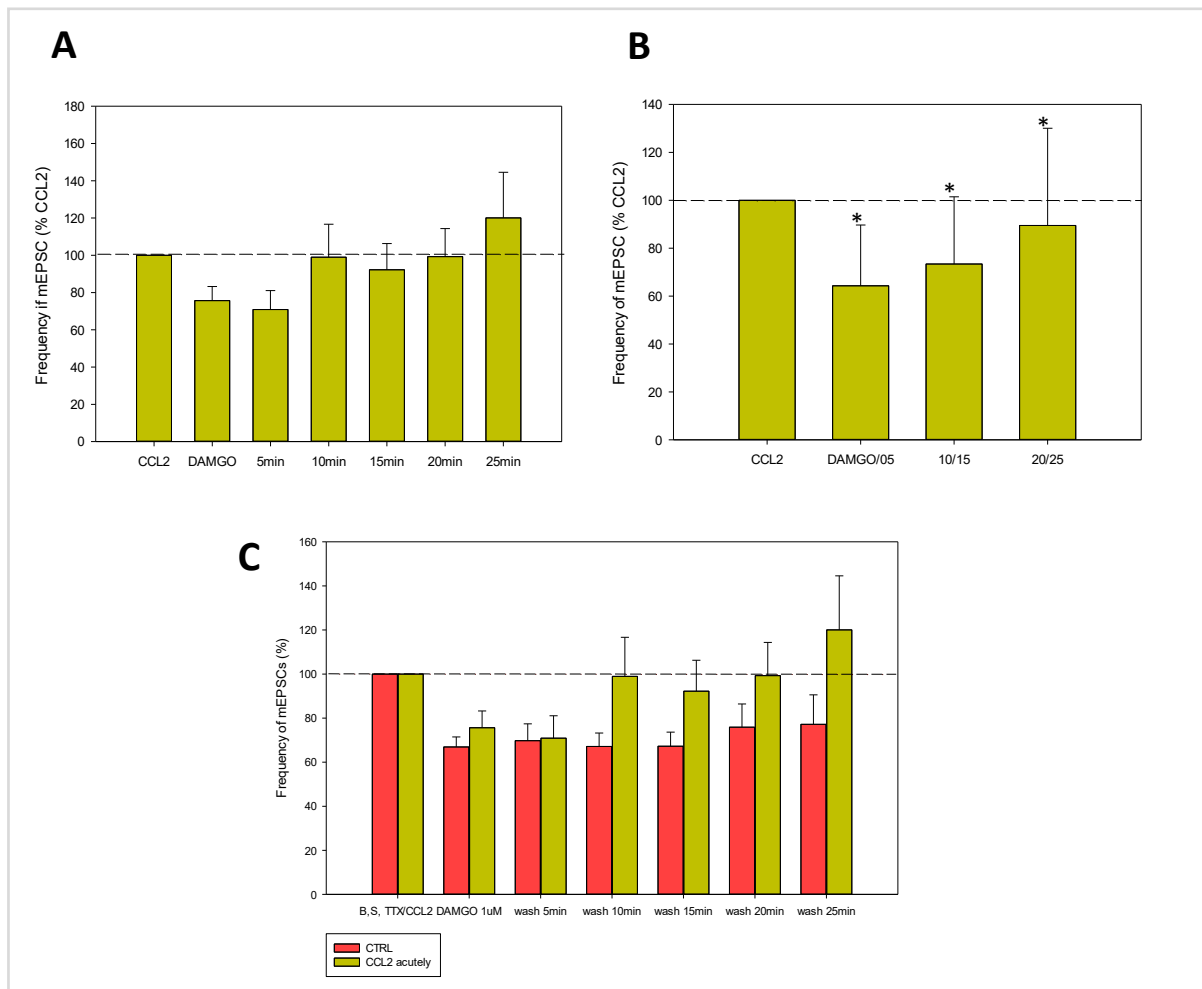 A
180
160
140
120
100
80
60
40
20
0
Frequency if mEPSC (% CCL2)
CCL2 DAMGO 5min 10min 15min 20min 25min
B
140
120
100
80
60
40
20
0
Frequency of mEPSC (% CCL2)
* * *
CCL2 DAMGO/05 10/15 20/25
C
160
140
120
100
80
60
40
20
0
Frequency of mEPSCs (%)
B,S, TTX/CCL2 DAMGO 1uM wash 5min wash 10min wash 15min wash 20min wash 25min
CTRL
CCL2 acutely